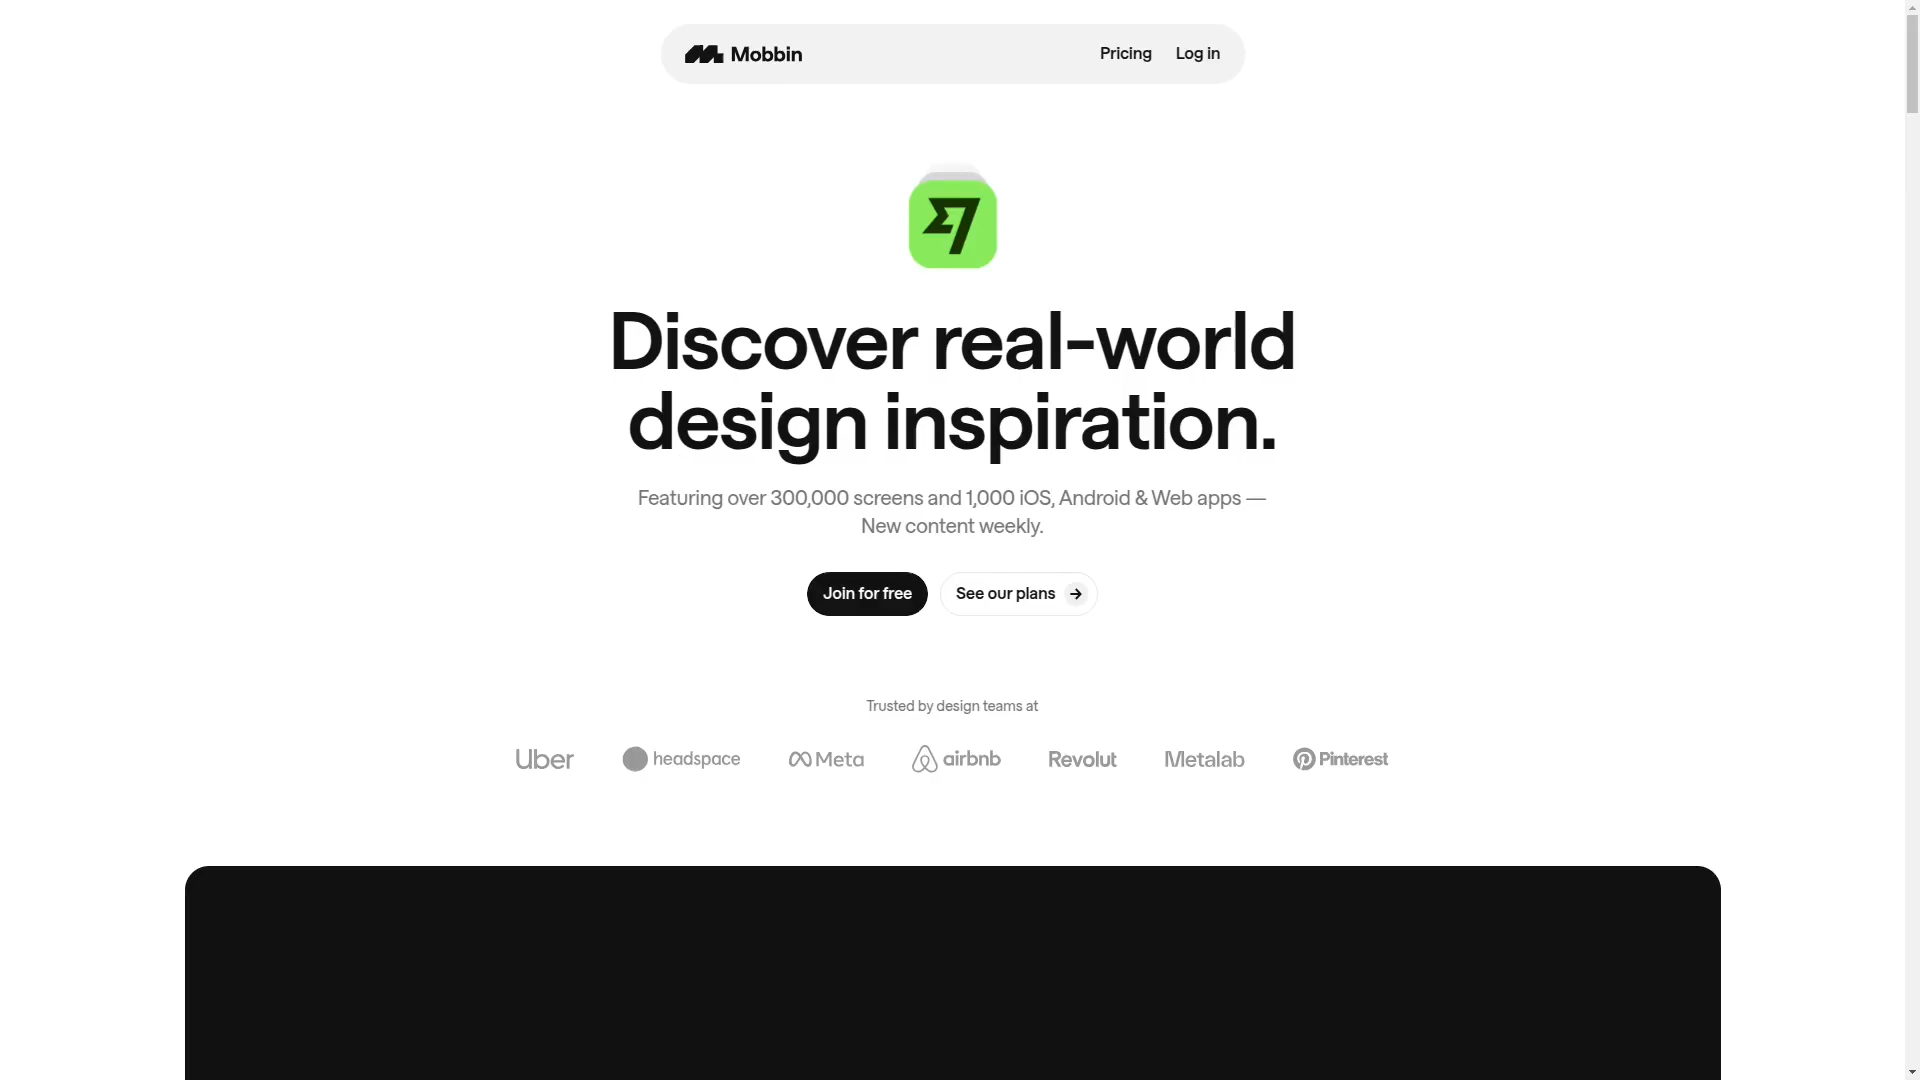 Mobbin
Pricing
Log in
Discover real-world
design inspiration.
Featuring over 300,000 screens and 1,000 iOS, Android & Web apps —
New content weekly.
Join for free
See our plans
Trusted by design teams at
Uber
headspace
Meta
airbnb
Revolut
Metalab
Pinterest